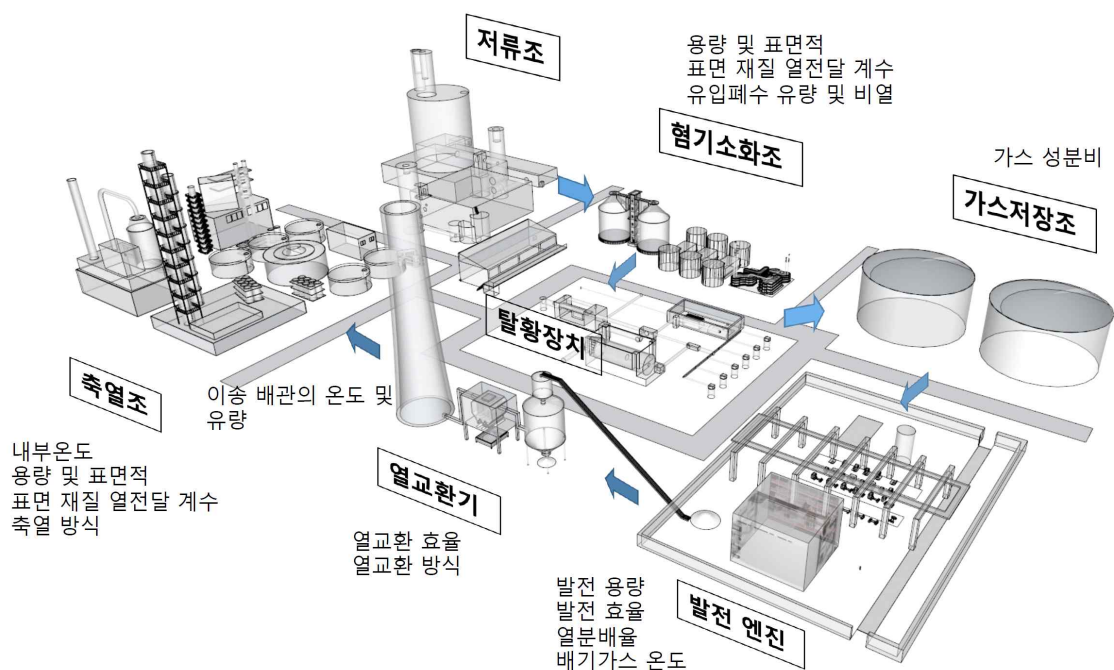 저류조
용량 및 표면적
표면 재질 열전달 계수
유입폐수 유량 및 비열
혐기소화조
가스 성분비
가스저장조
탈황장치
축열조
이송 배관의 온도 및
유량
내부온도
용량 및 표면적
표면 재질 열전달 계수
축열 방식
열교환기
열교환 효율
열교환 방식
발전 용량
발전 효율
열분배율
배기가스 온도
발전 엔진